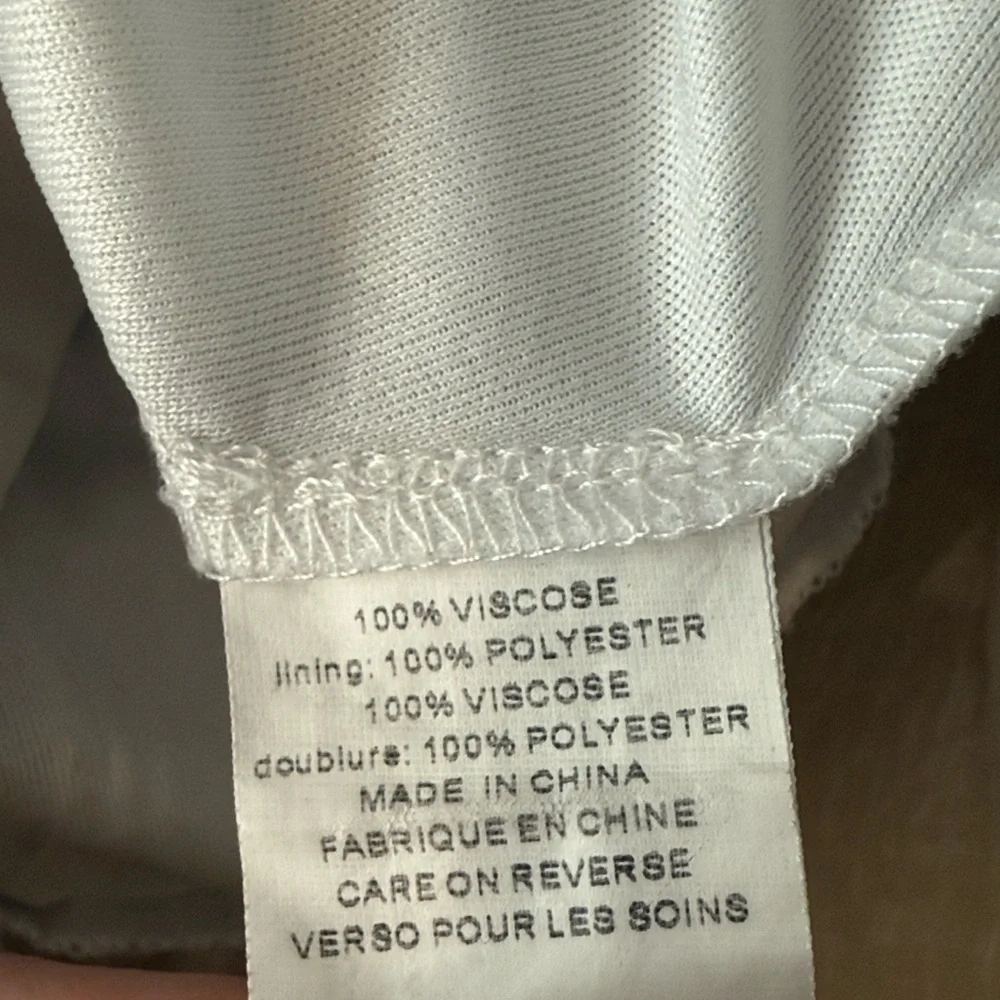 100% VISCOSE
lining: 100% POLYESTER
100% VISCOSE
doublure: 100% POLYESTER
MADE IN CHINA
FABRIQUE EN CHINE
CARE ON REVERSE
VERSO POUR LES SOINS